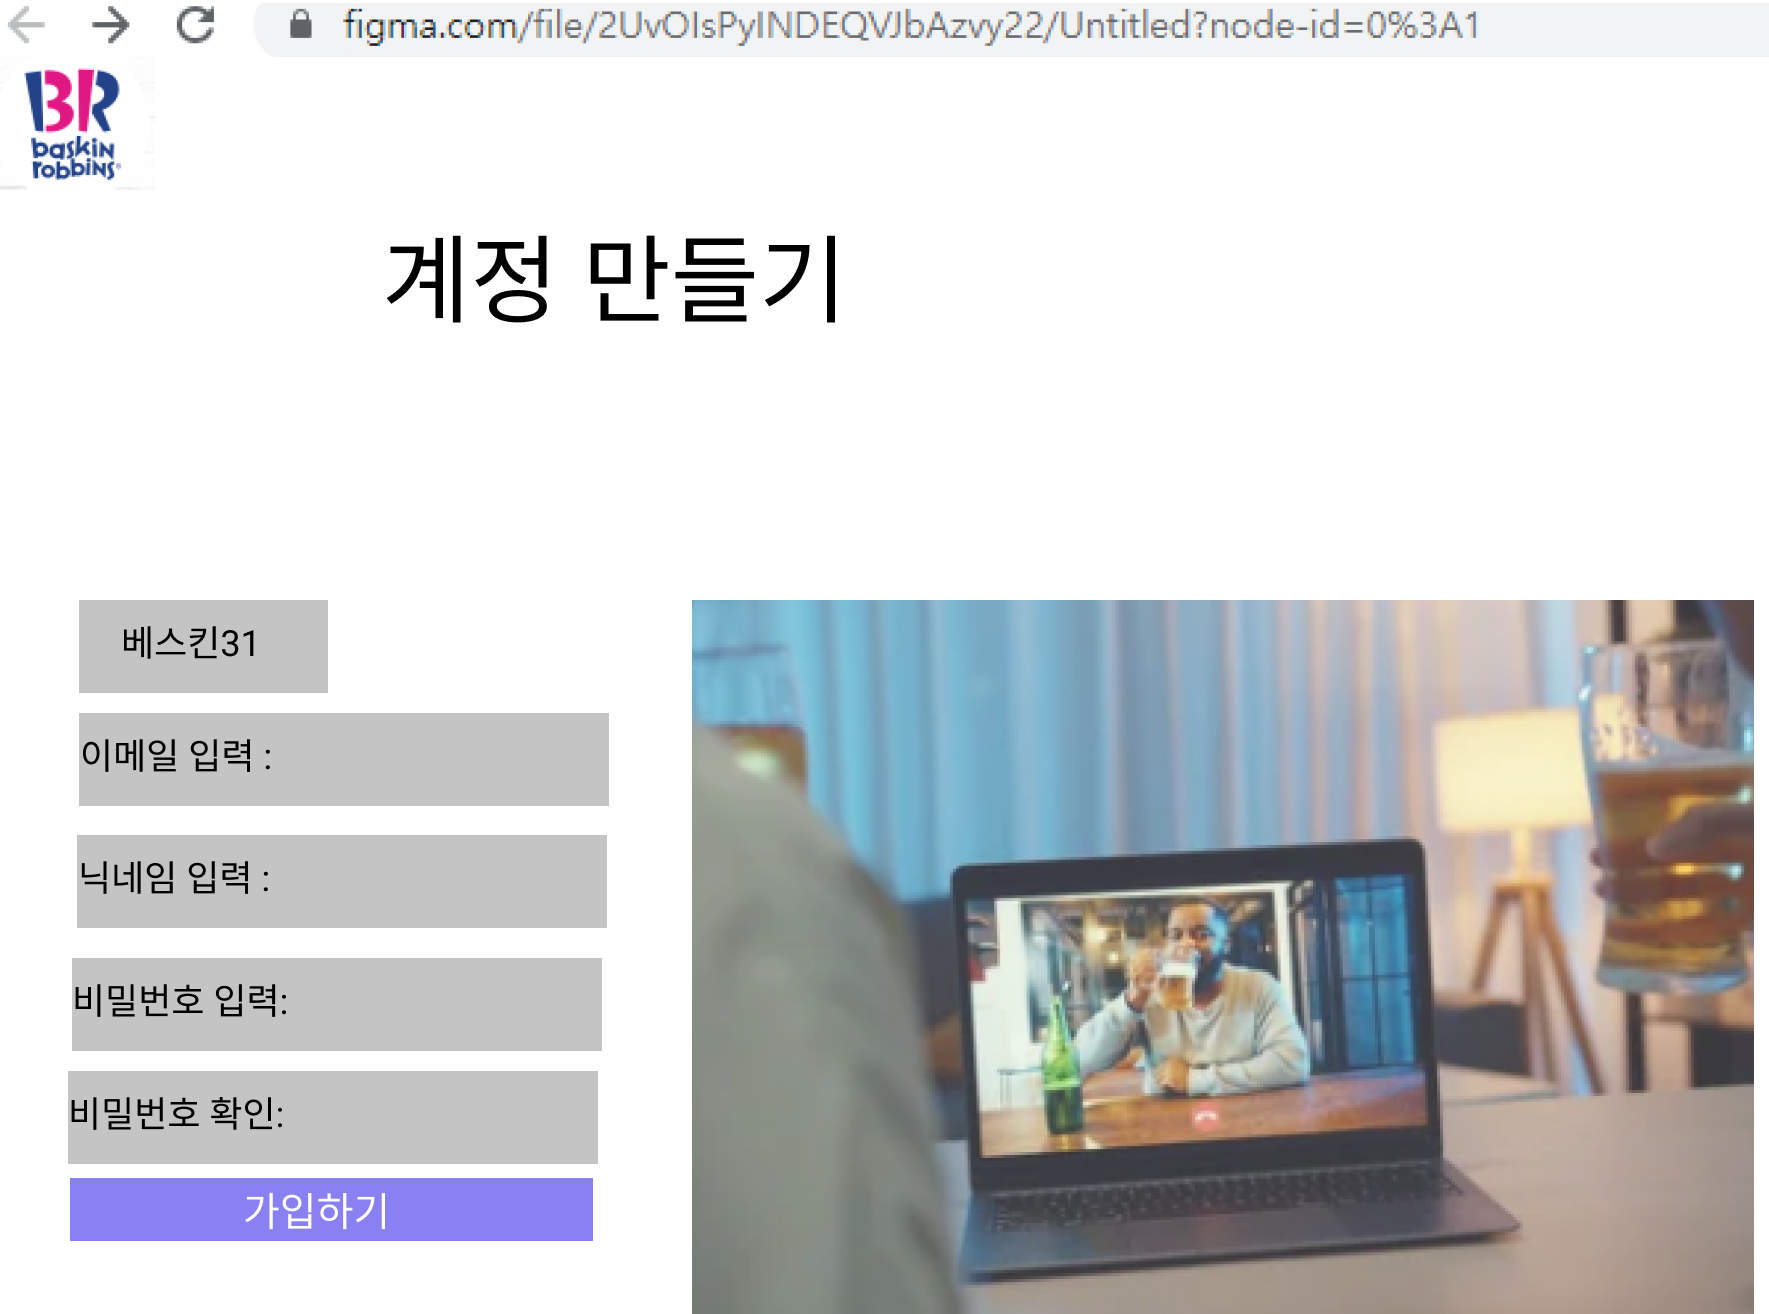 figma.com/file/2UvOIsPyINDEQVJbAzvy22/Untitled?node-id=0%3A1
BR
baskin
robbins
계정 만들기
베스킨31
이메일 입력 :
닉네임 입력 :
비밀번호 입력:
비밀번호 확인:
가입하기